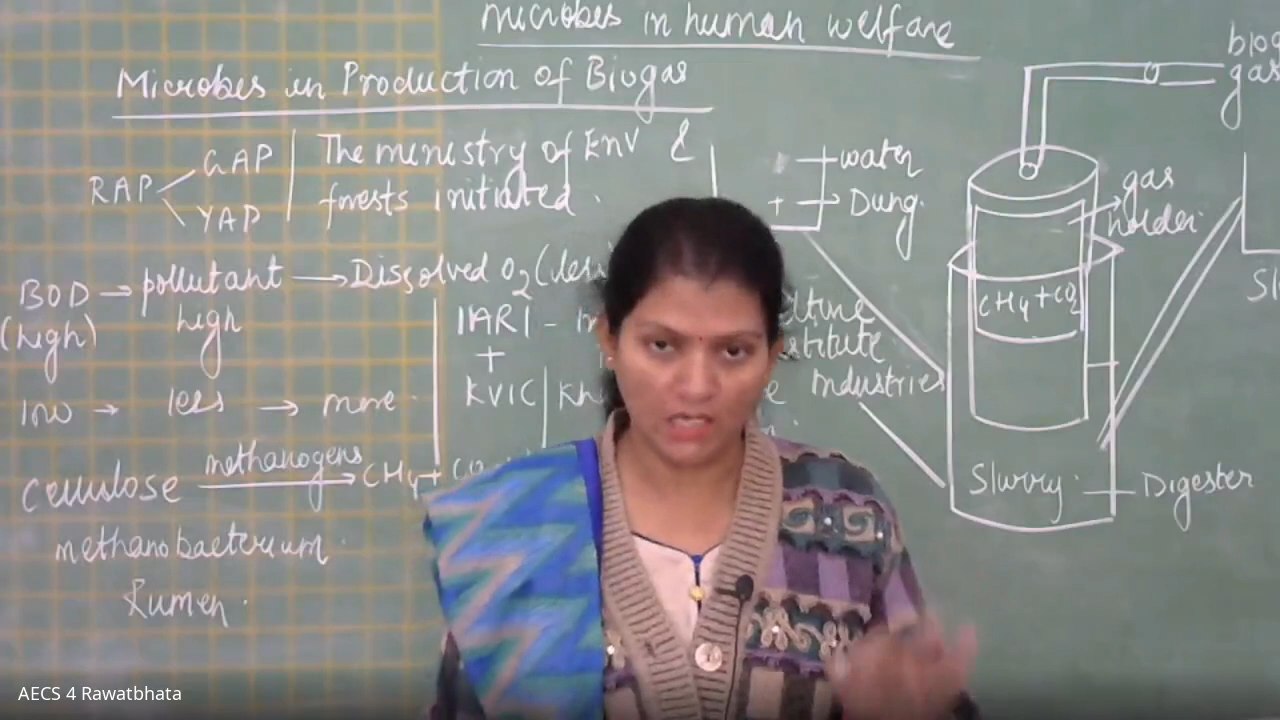 microbes in human welfare
Microbes in Production of Biogas
RAP
GAP
YAP
The ministry of Env &
forests initiated.
BOD → pollutant → Dissolved O2
(high) high
low → less → more.
IARI -
+
KVIC
stitute
Industries
Cellulose methanogens → CH4 +
methanobacterium.
Rumen.
water
+ → Dung.
gas
holder
CH4 + CO2
Slurry
Digester
gas
AECS 4 Rawatbhata